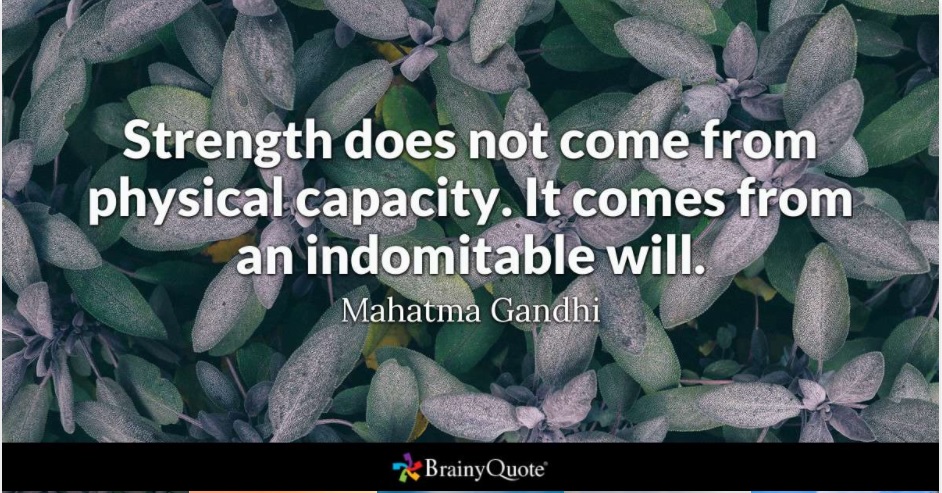 Strength does not come from
physical capacity. It comes from
an indomitable will.
Mahatma Gandhi
BrainyQuote®